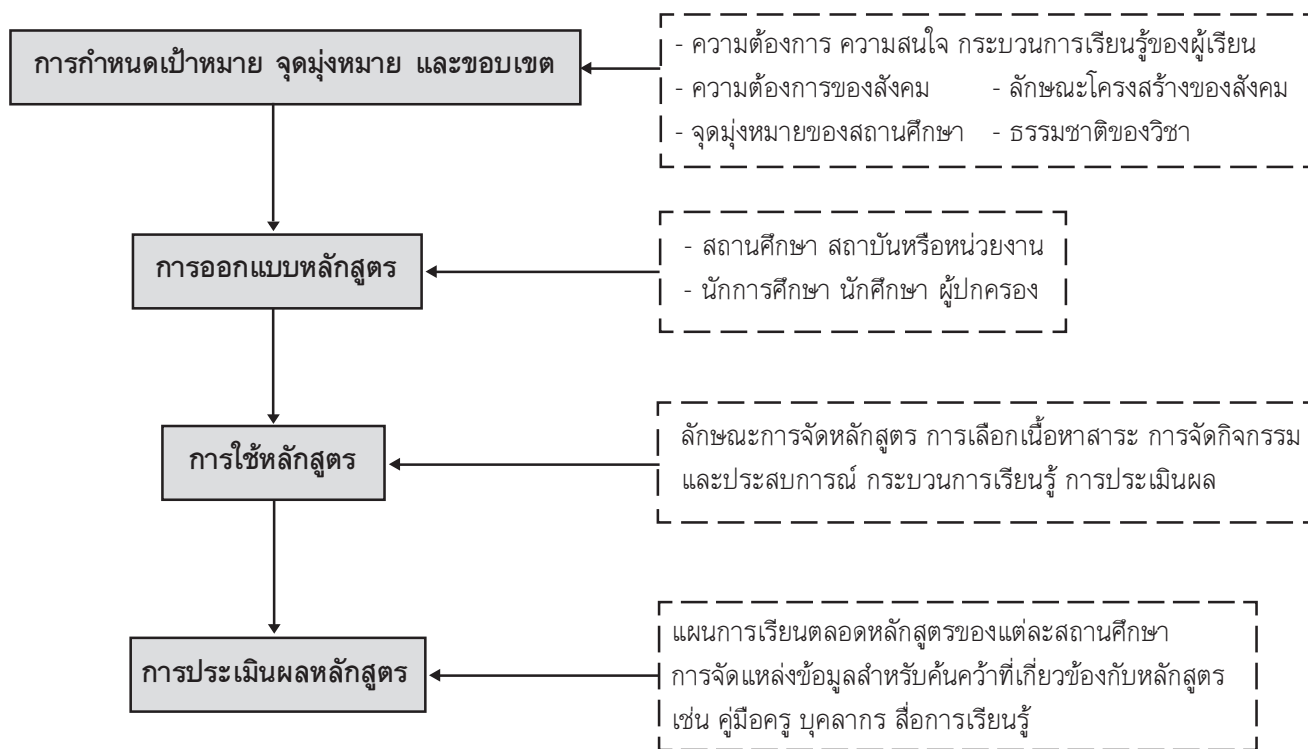 การกำหนดเป้าหมาย จุดมุ่งหมาย และขอบเขต
- ความต้องการ ความสนใจ กระบวนการเรียนรู้ของผู้เรียน
- ความต้องการของสังคม - ลักษณะโครงสร้างของสังคม
- จุดมุ่งหมายของสถานศึกษา - ธรรมชาติของวิชา
การออกแบบหลักสูตร
- สถานศึกษา สถาบันหรือหน่วยงาน
- นักการศึกษา นักศึกษา ผู้ปกครอง
การใช้หลักสูตร
ลักษณะการจัดหลักสูตร การเลือกเนื้อหาสาระ การจัดกิจกรรม
และประสบการณ์ กระบวนการเรียนรู้ การประเมินผล
การประเมินผลหลักสูตร
แผนการเรียนตลอดหลักสูตรของแต่ละสถานศึกษา
การจัดแหล่งข้อมูลสำหรับค้นคว้าที่เกี่ยวข้องกับหลักสูตร
เช่น คู่มือครู บุคลากร สื่อการเรียนรู้